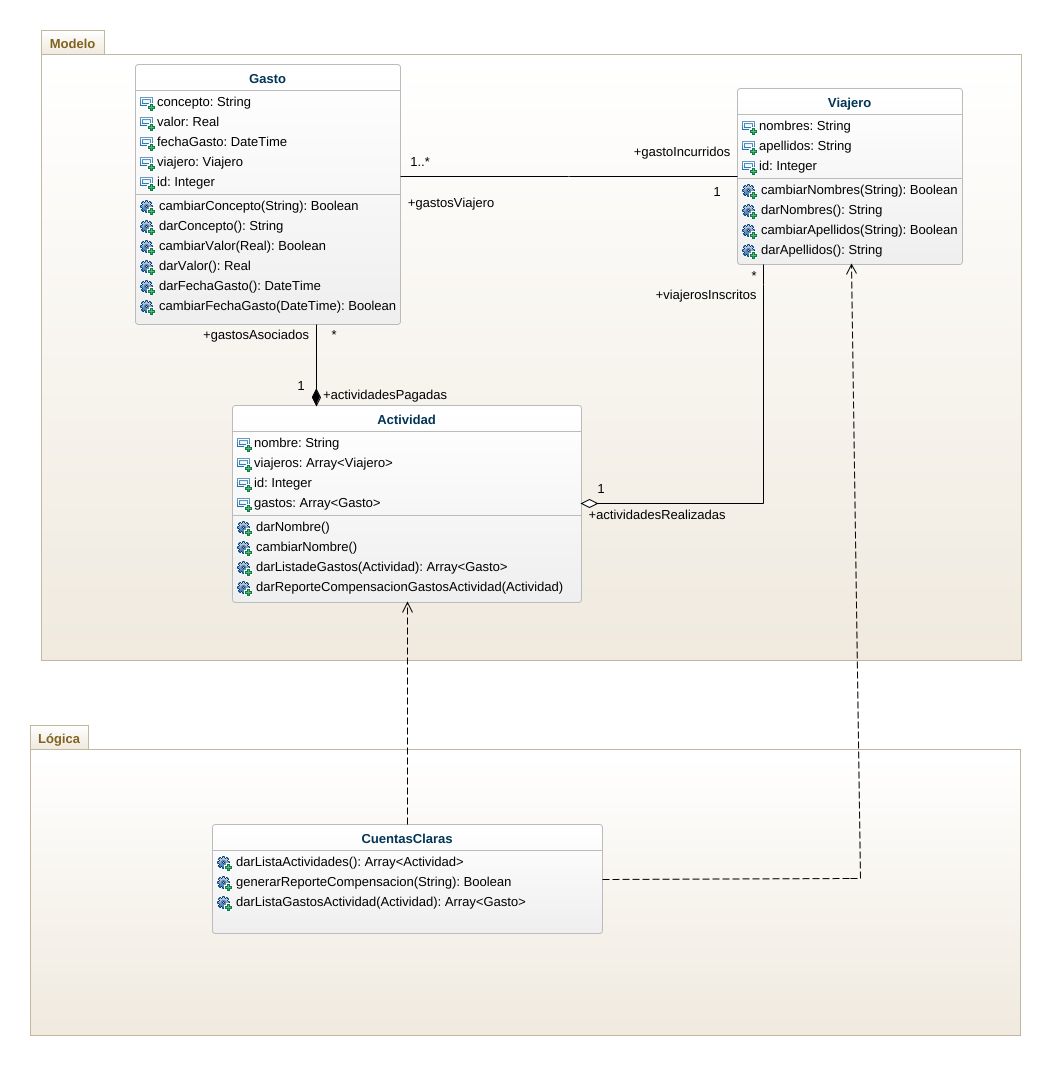 Modelo
Gasto
concepto: String
valor: Real
fechaGasto: DateTime
viajero: Viajero
id: Integer
cambiarConcepto(String): Boolean
darConcepto(): String
cambiarValor(Real): Boolean
darValor(): Real
darFechaGasto(): DateTime
cambiarFechaGasto(DateTime): Boolean
1..*
+gastosViajero
+gastoIncurridos
1
Viajero
nombres: String
apellidos: String
id: Integer
cambiarNombres(String): Boolean
darNombres(): String
cambiarApellidos(String): Boolean
darApellidos(): String
*
+viajerosInscritos
+gastosAsociados
*
1
+actividadesPagadas
Actividad
nombre: String
viajeros: Array<Viajero>
id: Integer
gastos: Array<Gasto>
darNombre()
cambiarNombre()
darListadeGastos(Actividad): Array<Gasto>
darReporteCompensacionGastosActividad(Actividad)
1
+actividadesRealizadas
Lógica
CuentasClaras
darListaActividades(): Array<Actividad>
generarReporteCompensacion(String): Boolean
darListaGastosActividad(Actividad): Array<Gasto>